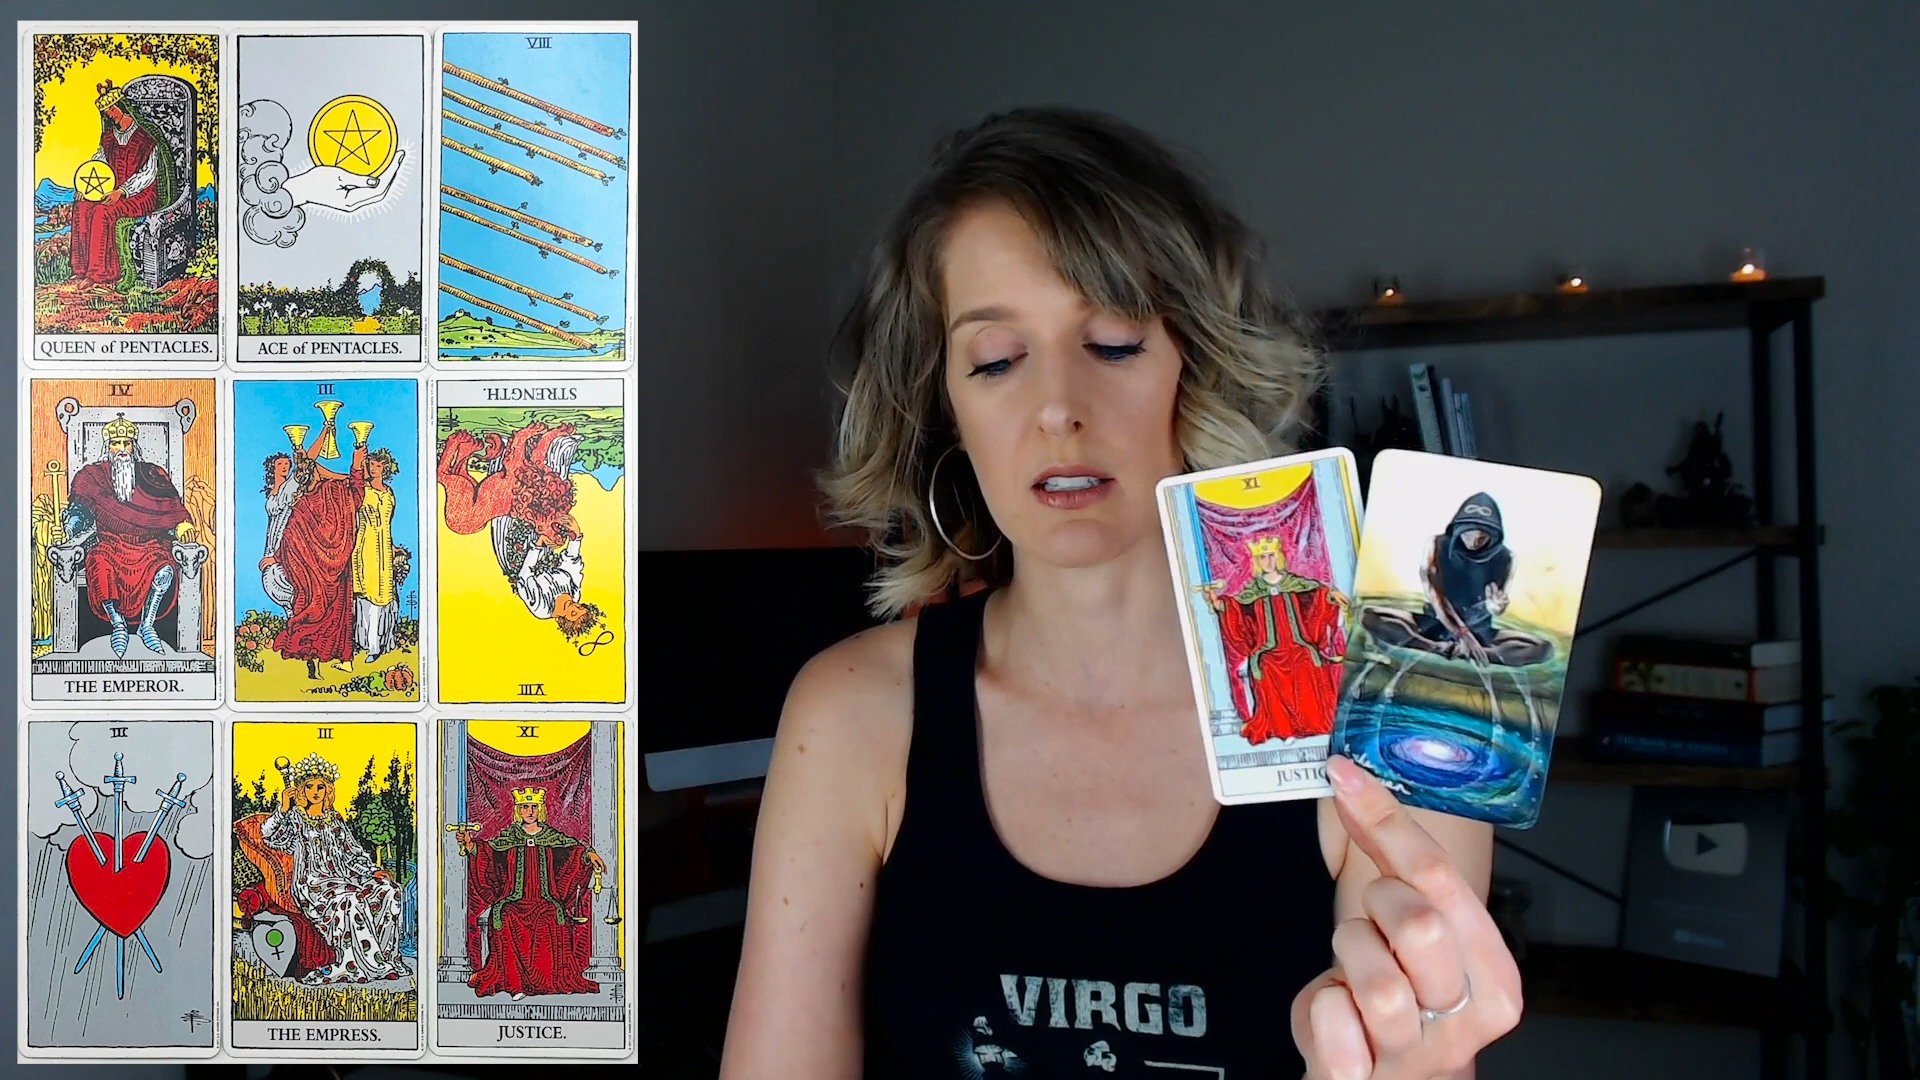 QUEEN of PENTACLES.
ACE of PENTACLES.
VIII
IV
THE EMPEROR.
III
STRENGTH.
VIII
III
III
THE EMPRESS.
XI
JUSTICE.
XI
JUSTIC
VIRGO